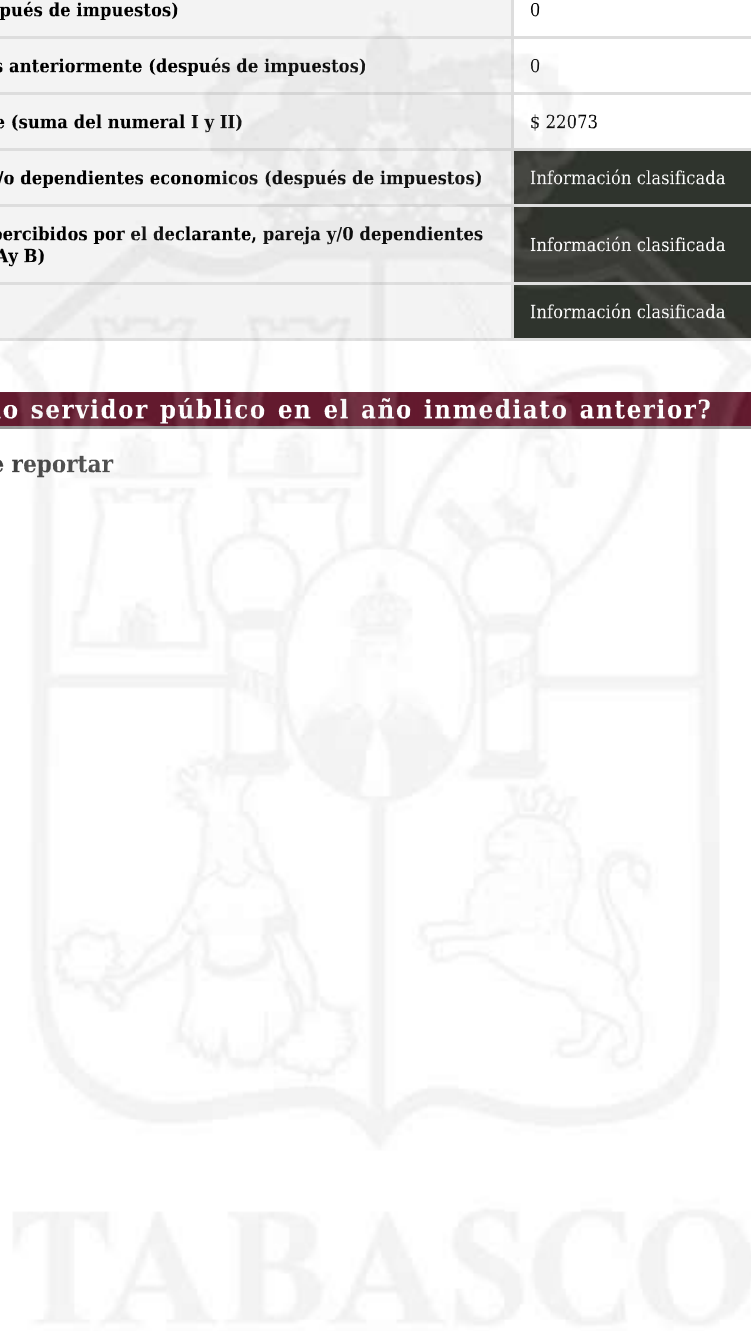 pués de impuestos)
0
s anteriormente (después de impuestos)
0
e (suma del numeral I y II)
$ 22073
/o dependientes economicos (después de impuestos)
Información clasificada
percibidos por el declarante, pareja y/0 dependientes
Ay B)
Información clasificada
Información clasificada
o servidor público en el año inmediato anterior?
e reportar
TABASCO